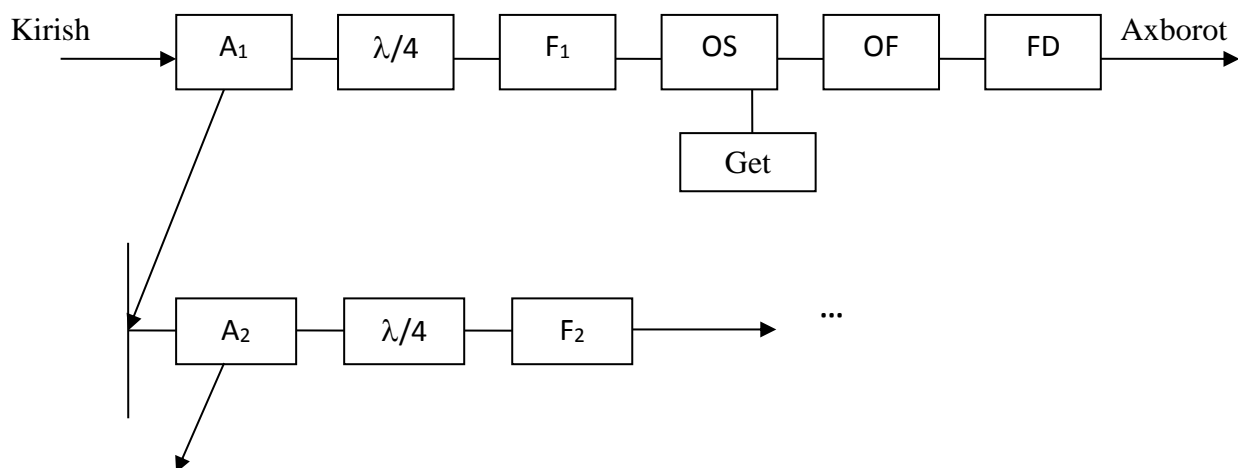 Kirish A₁ λ/4 F₁ OS OF FD Axborot
Get
A₂ λ/4 F₂ ...